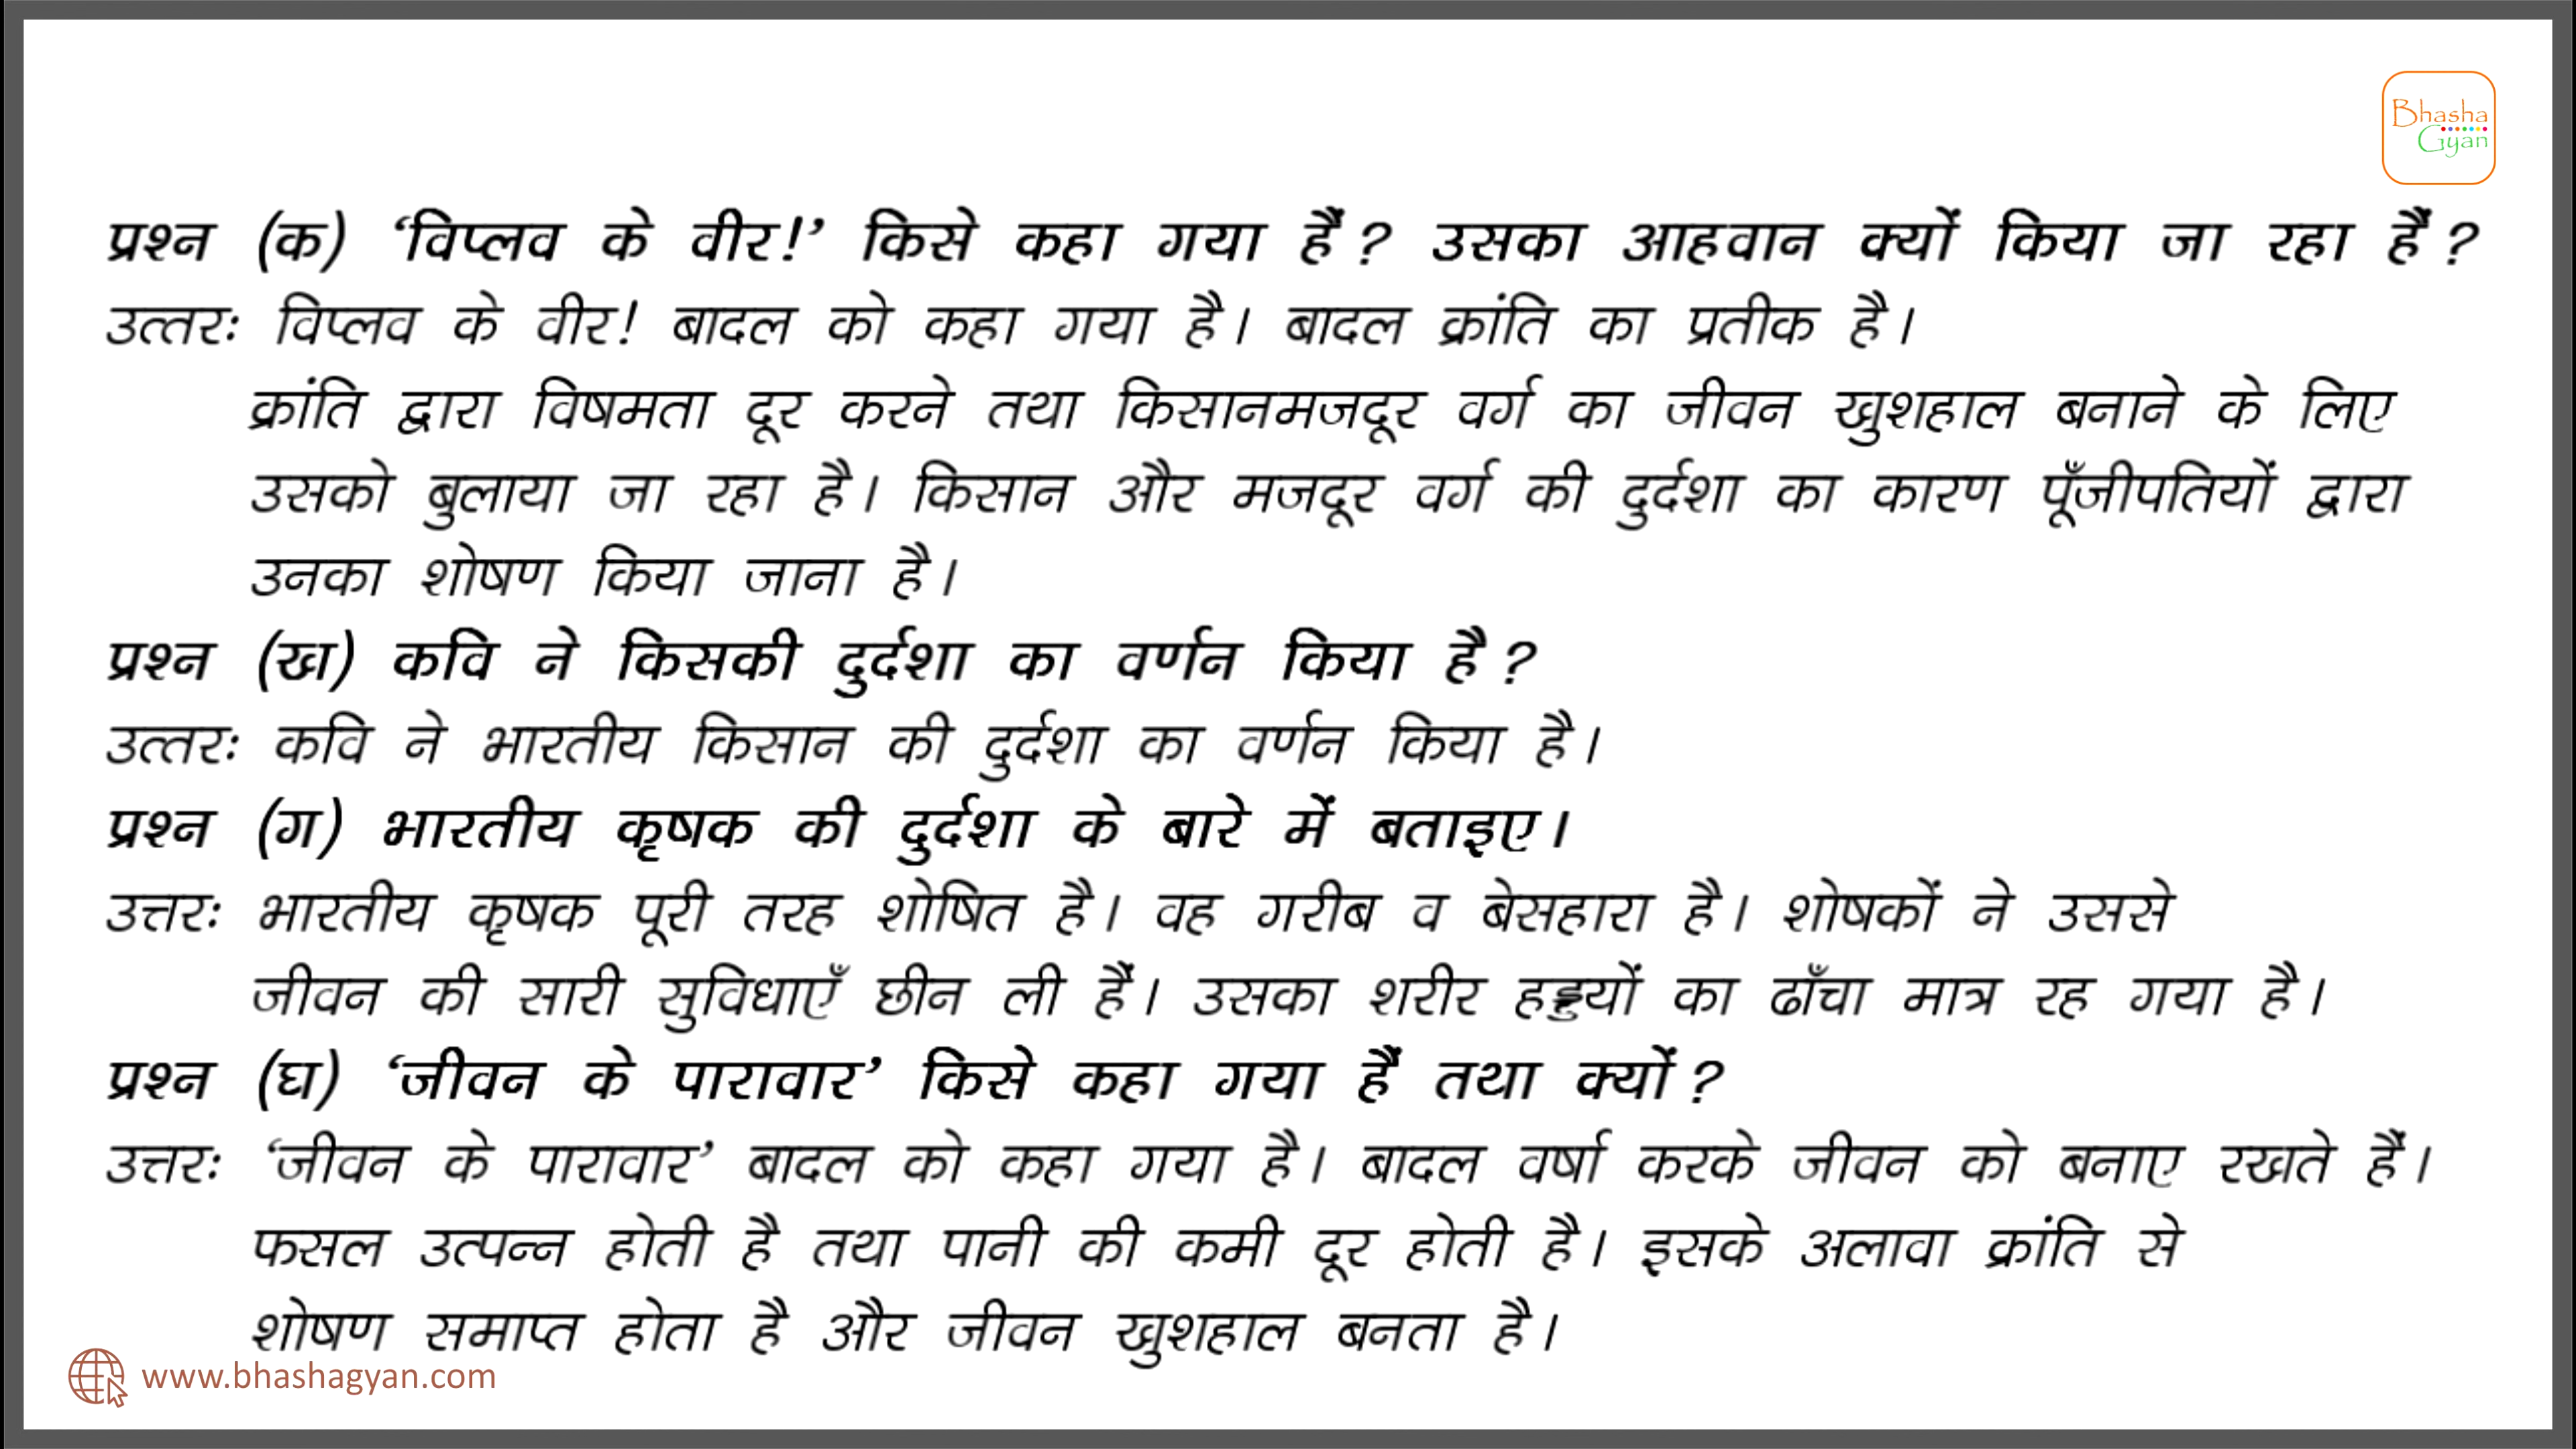 Bhasha
Gyan
प्रश्न (क) ‘विप्लव के वीर!’ किसे कहा गया हैं? उसका आहवान क्यों किया जा रहा हैं?
उत्तरः विप्लव के वीर! बादल को कहा गया है। बादल क्रांति का प्रतीक है।
क्रांति द्वारा विषमता दूर करने तथा किसानमजदूर वर्ग का जीवन खुशहाल बनाने के लिए
उसको बुलाया जा रहा है। किसान और मजदूर वर्ग की दुर्दशा का कारण पूँजीपतियों द्वारा
उनका शोषण किया जाना है।
प्रश्न (ख) कवि ने किसकी दुर्दशा का वर्णन किया है?
उत्तरः कवि ने भारतीय किसान की दुर्दशा का वर्णन किया है।
प्रश्न (ग) भारतीय कृषक की दुर्दशा के बारे में बताइए।
उत्तरः भारतीय कृषक पूरी तरह शोषित है। वह गरीब व बेसहारा है। शोषकों ने उससे
जीवन की सारी सुविधाएँ छीन ली हैं। उसका शरीर का ढाँचा मात्र रह गया है।
प्रश्न (घ) ‘जीवन के पारावार’ किसे कहा गया हैं तथा क्यों?
उत्तरः ‘जीवन के पारावार’ बादल को कहा गया है। बादल वर्षा करके जीवन को बनाए रखते हैं।
फसल उत्पन्न होती है तथा पानी की कमी दूर होती है। इसके अलावा क्रांति से
शोषण समाप्त होता है और जीवन खुशहाल बनता है।
www.bhashagyan.com